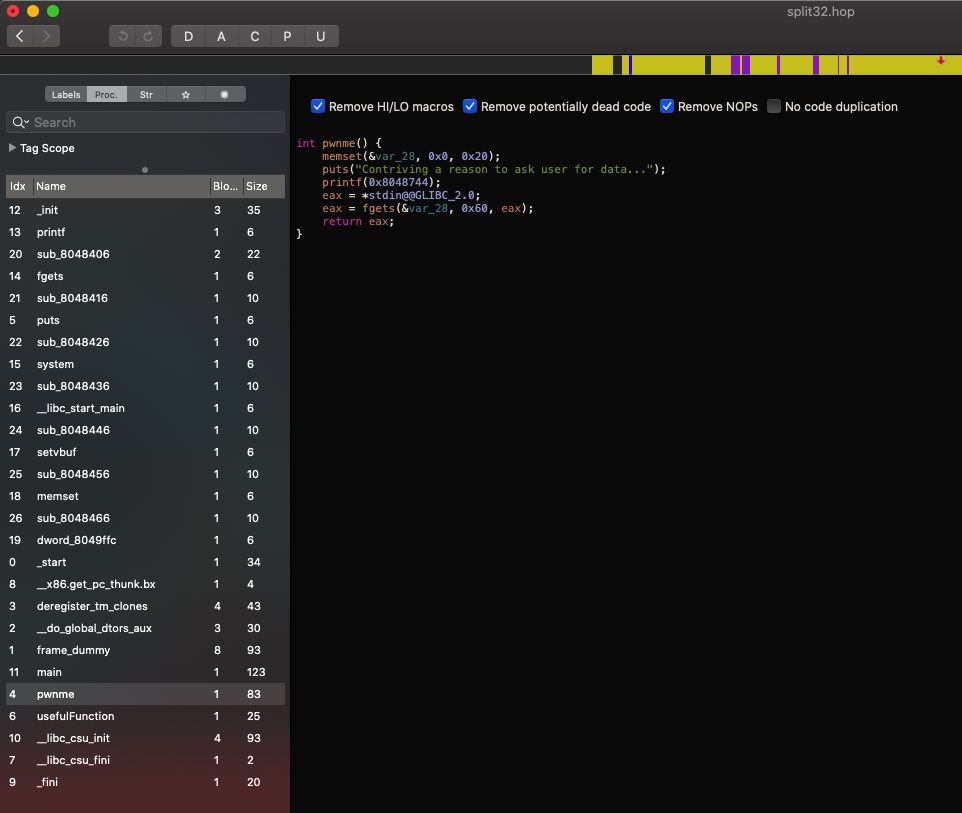 split32.hop
D A C P U
Labels Proc. Str
Search
Tag Scope
Idx Name Blo... Size
12 _init 3 35
13 printf 1 6
20 sub_8048406 2 22
14 fgets 1 6
21 sub_8048416 1 10
5 puts 1 6
22 sub_8048426 1 10
15 system 1 6
23 sub_8048436 1 10
16 __libc_start_main 1 6
24 sub_8048446 1 10
17 setvbuf 1 6
25 sub_8048456 1 10
18 memset 1 6
26 sub_8048466 1 10
19 dword_8049ffc 1 6
0 _start 1 34
8 __x86.get_pc_thunk.bx 1 4
3 deregister_tm_clones 4 43
2 __do_global_dtors_aux 3 30
1 frame_dummy 8 93
11 main 1 123
4 pwnme 1 83
6 usefulFunction 1 25
10 __libc_csu_init 4 93
7 __libc_csu_fini 1 2
9 _fini 1 20
Remove HI/LO macros Remove potentially dead code Remove NOPs No code duplication
int pwnme() {
    memset(&var_28, 0x0, 0x20);
    puts("Contriving a reason to ask user for data...");
    printf(0x8048744);
    eax = *stdin@@GLIBC_2.0;
    eax = fgets(&var_28, 0x60, eax);
    return eax;
}